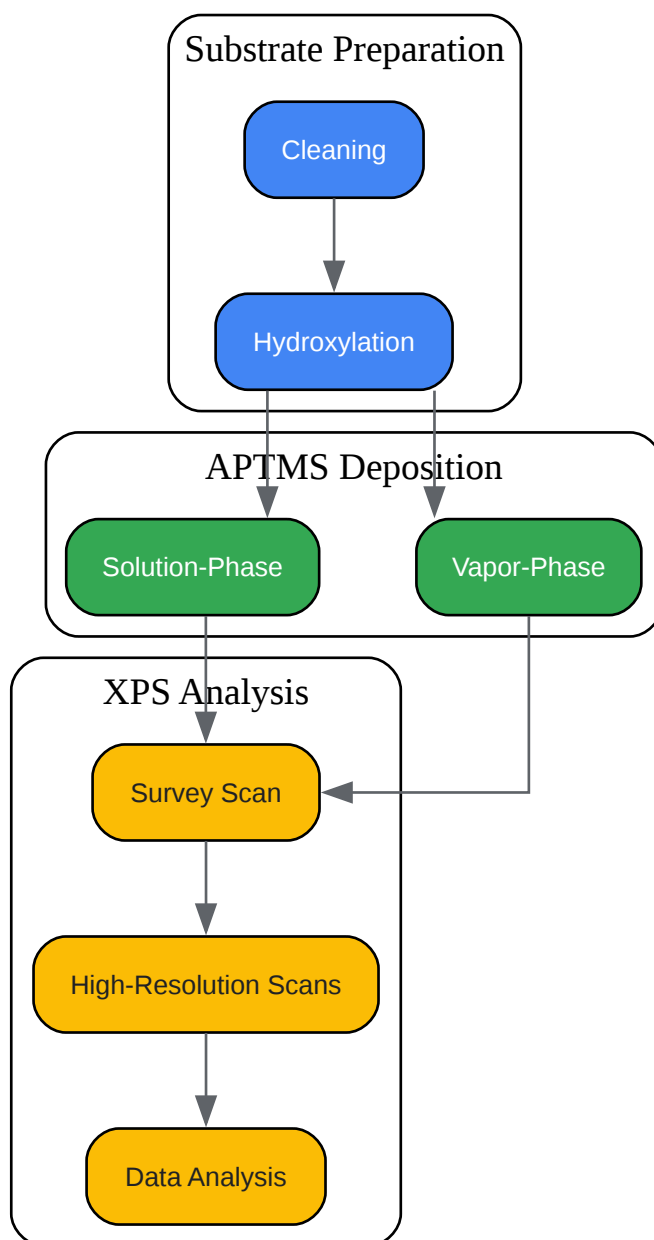 Substrate Preparation
Cleaning
Hydroxylation
APTMS Deposition
Solution-Phase
Vapor-Phase
XPS Analysis
Survey Scan
High-Resolution Scans
Data Analysis